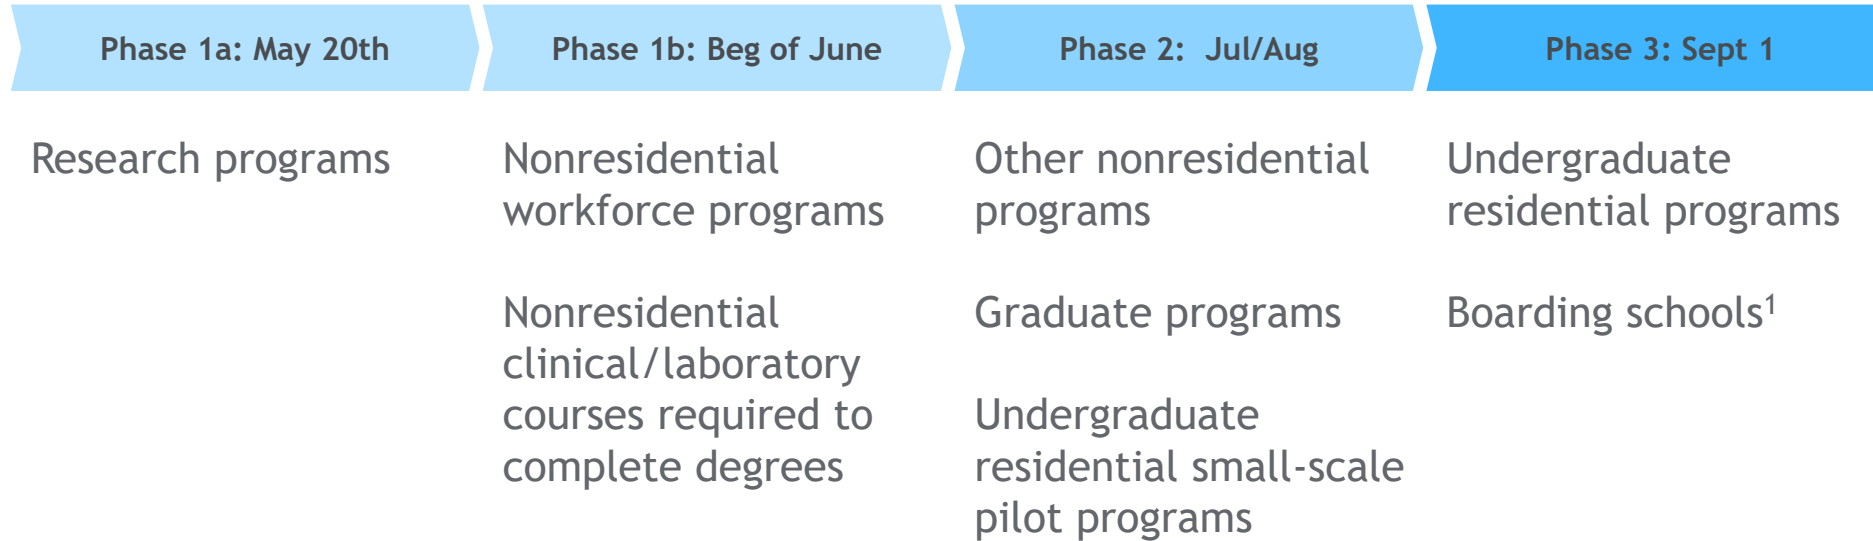 Phase 1a: May 20th
Phase 1b: Beg of June
Phase 2: Jul/Aug
Phase 3: Sept 1
Research programs
Nonresidential
workforce programs
Nonresidential
clinical/laboratory
courses required to
complete degrees
Other nonresidential
programs
Graduate programs
Undergraduate
residential small-scale
pilot programs
Undergraduate
residential programs
Boarding schools¹